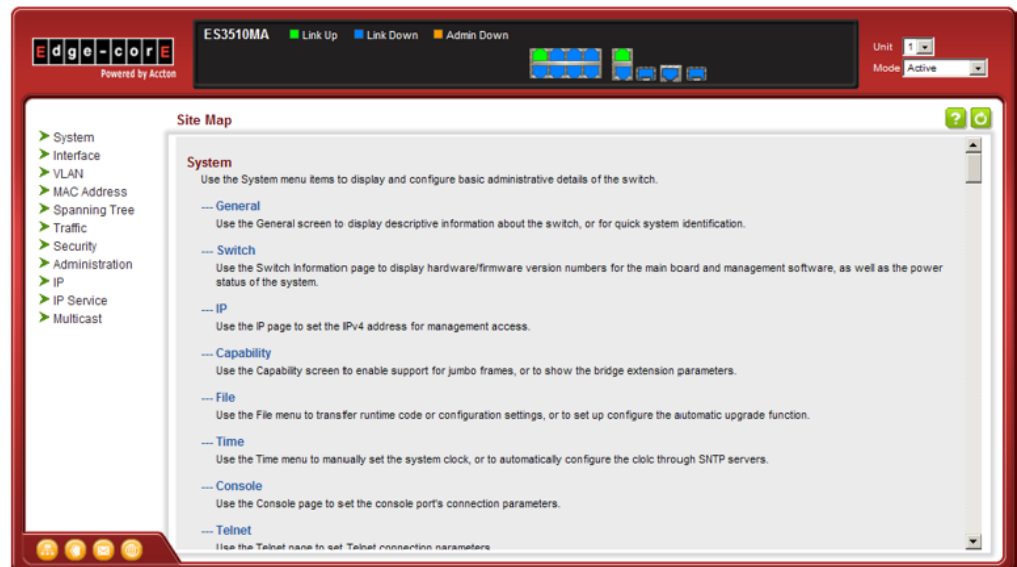 Edge-corE
Powered by Accton
ES3510MA Link Up Link Down Admin Down
Unit 1
Mode Active
System
Interface
VLAN
MAC Address
Spanning Tree
Traffic
Security
Administration
IP
IP Service
Multicast
Site Map
?
System
Use the System menu items to display and configure basic administrative details of the switch.
--- General
Use the General screen to display descriptive information about the switch, or for quick system identification.
--- Switch
Use the Switch Information page to display hardware/firmware version numbers for the main board and management software, as well as the power
status of the system.
--- IP
Use the IP page to set the IPv4 address for management access.
--- Capability
Use the Capability screen to enable support for jumbo frames, or to show the bridge extension parameters.
--- File
Use the File menu to transfer runtime code or configuration settings, or to set up configure the automatic upgrade function.
--- Time
Use the Time menu to manually set the system clock, or to automatically configure the clolc through SNTP servers.
--- Console
Use the Console page to set the console port's connection parameters.
--- Telnet
Use the Telnet page to set Telnet connection parameters